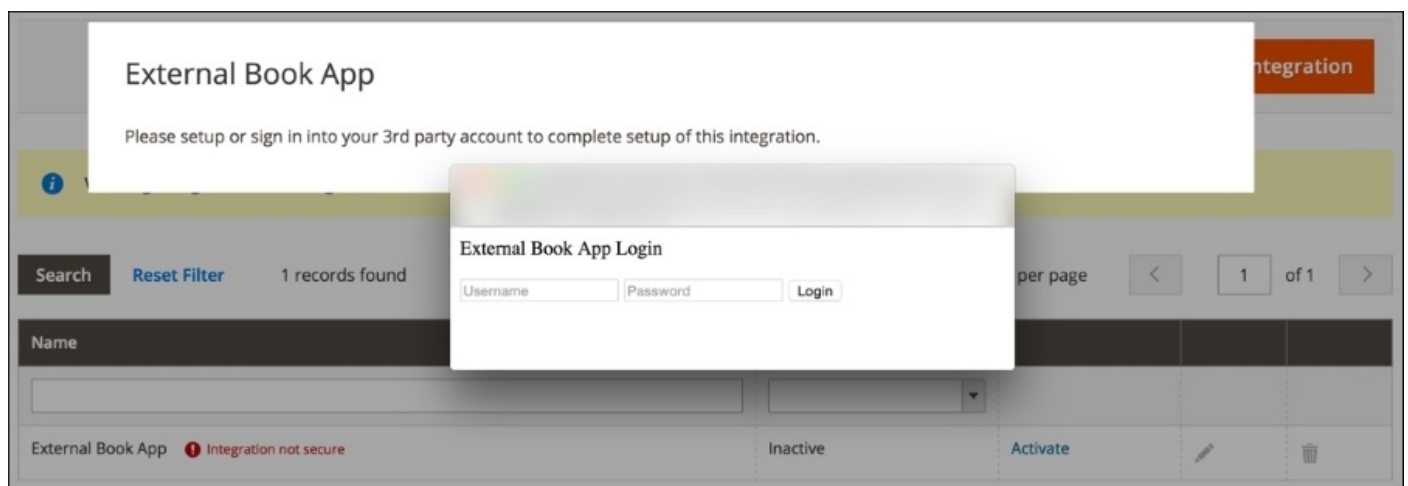 External Book App
ntegration
Please setup or sign in into your 3rd party account to complete setup of this integration.
External Book App Login
Search Reset Filter 1 records found per page 1 of 1
Username Password Login
Name
External Book App Integration not secure Inactive Activate